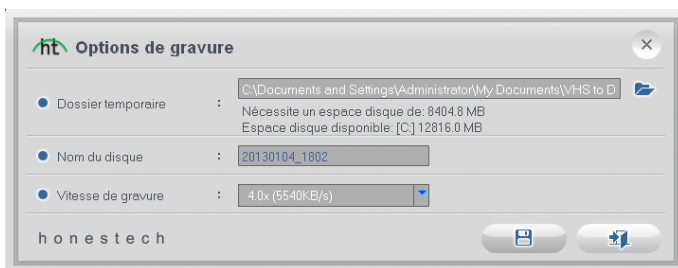 ht Options de gravure
Dossier temporaire : C:\Documents and Settings\Administrator\My Documents\VHS to D
Nécessite un espace disque de: 8404.8 MB
Espace disque disponible: [C:] 12816.0 MB
Nom du disque : 20130104_1802
Vitesse de gravure : 4.0x (5540KB/s)
honestech